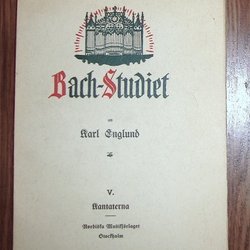 Bach-Studiet
av
Karl Englund
V.
Kantaterna
Nordiska Musikförlaget
Stockholm